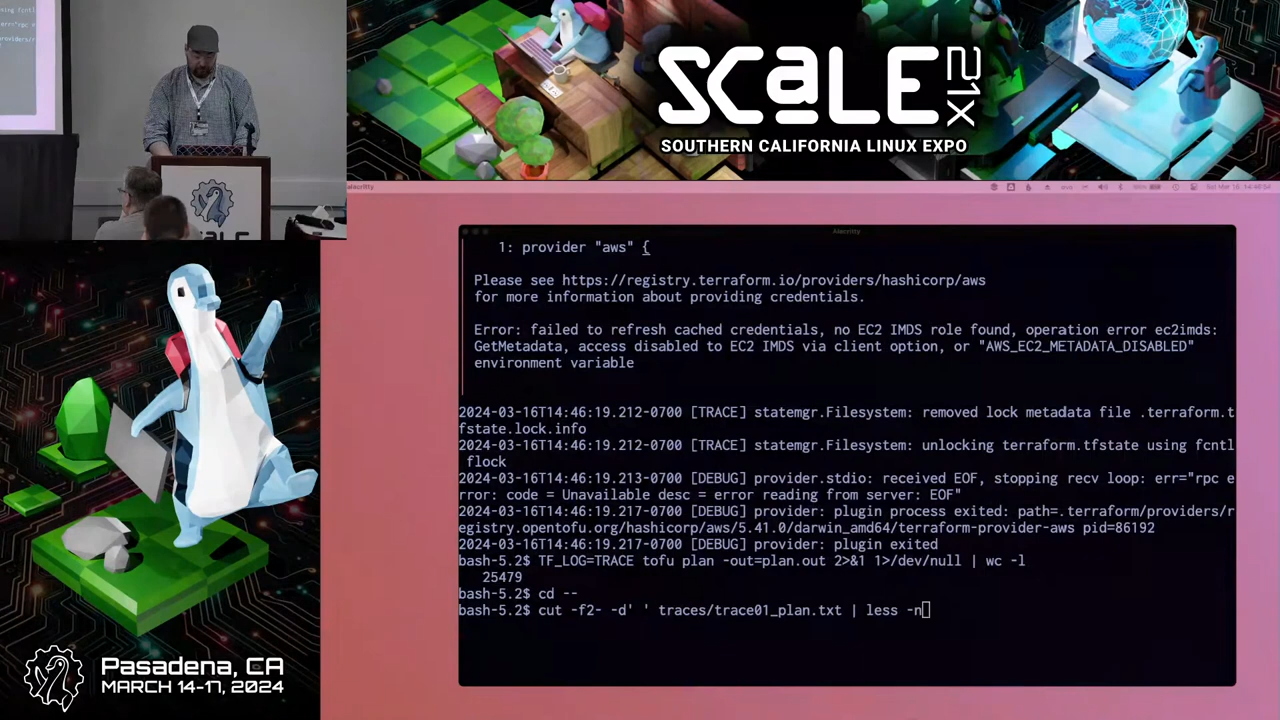 SCaLE 21X
SOUTHERN CALIFORNIA LINUX EXPO
Alacritty
1: provider "aws" {
Please see https://registry.terraform.io/providers/hashicorp/aws
for more information about providing credentials.
Error: failed to refresh cached credentials, no EC2 IMDS role found, operation error ec2imds:
GetMetadata, access disabled to EC2 IMDS via client option, or "AWS_EC2_METADATA_DISABLED"
environment variable
2024-03-16T14:46:19.212-0700 [TRACE] statemgr.Filesystem: removed lock metadata file .terraform.t
fstate.lock.info
2024-03-16T14:46:19.212-0700 [TRACE] statemgr.Filesystem: unlocking terraform.tfstate using fcntl
flock
2024-03-16T14:46:19.213-0700 [DEBUG] provider.stdio: received EOF, stopping recv loop: err="rpc e
rror: code = Unavailable desc = error reading from server: EOF"
2024-03-16T14:46:19.217-0700 [DEBUG] provider: plugin process exited: path=.terraform/providers/r
egistry.opentofu.org/hashicorp/aws/5.41.0/darwin_amd64/terraform-provider-aws pid=86192
2024-03-16T14:46:19.217-0700 [DEBUG] provider: plugin exited
bash-5.2$ TF_LOG=TRACE tofu plan -out=plan.out 2>&1 1>/dev/null | wc -l
25479
bash-5.2$ cd --
bash-5.2$ cut -f2- -d' ' traces/trace01_plan.txt | less -n
Pasadena, CA
MARCH 14-17, 2024